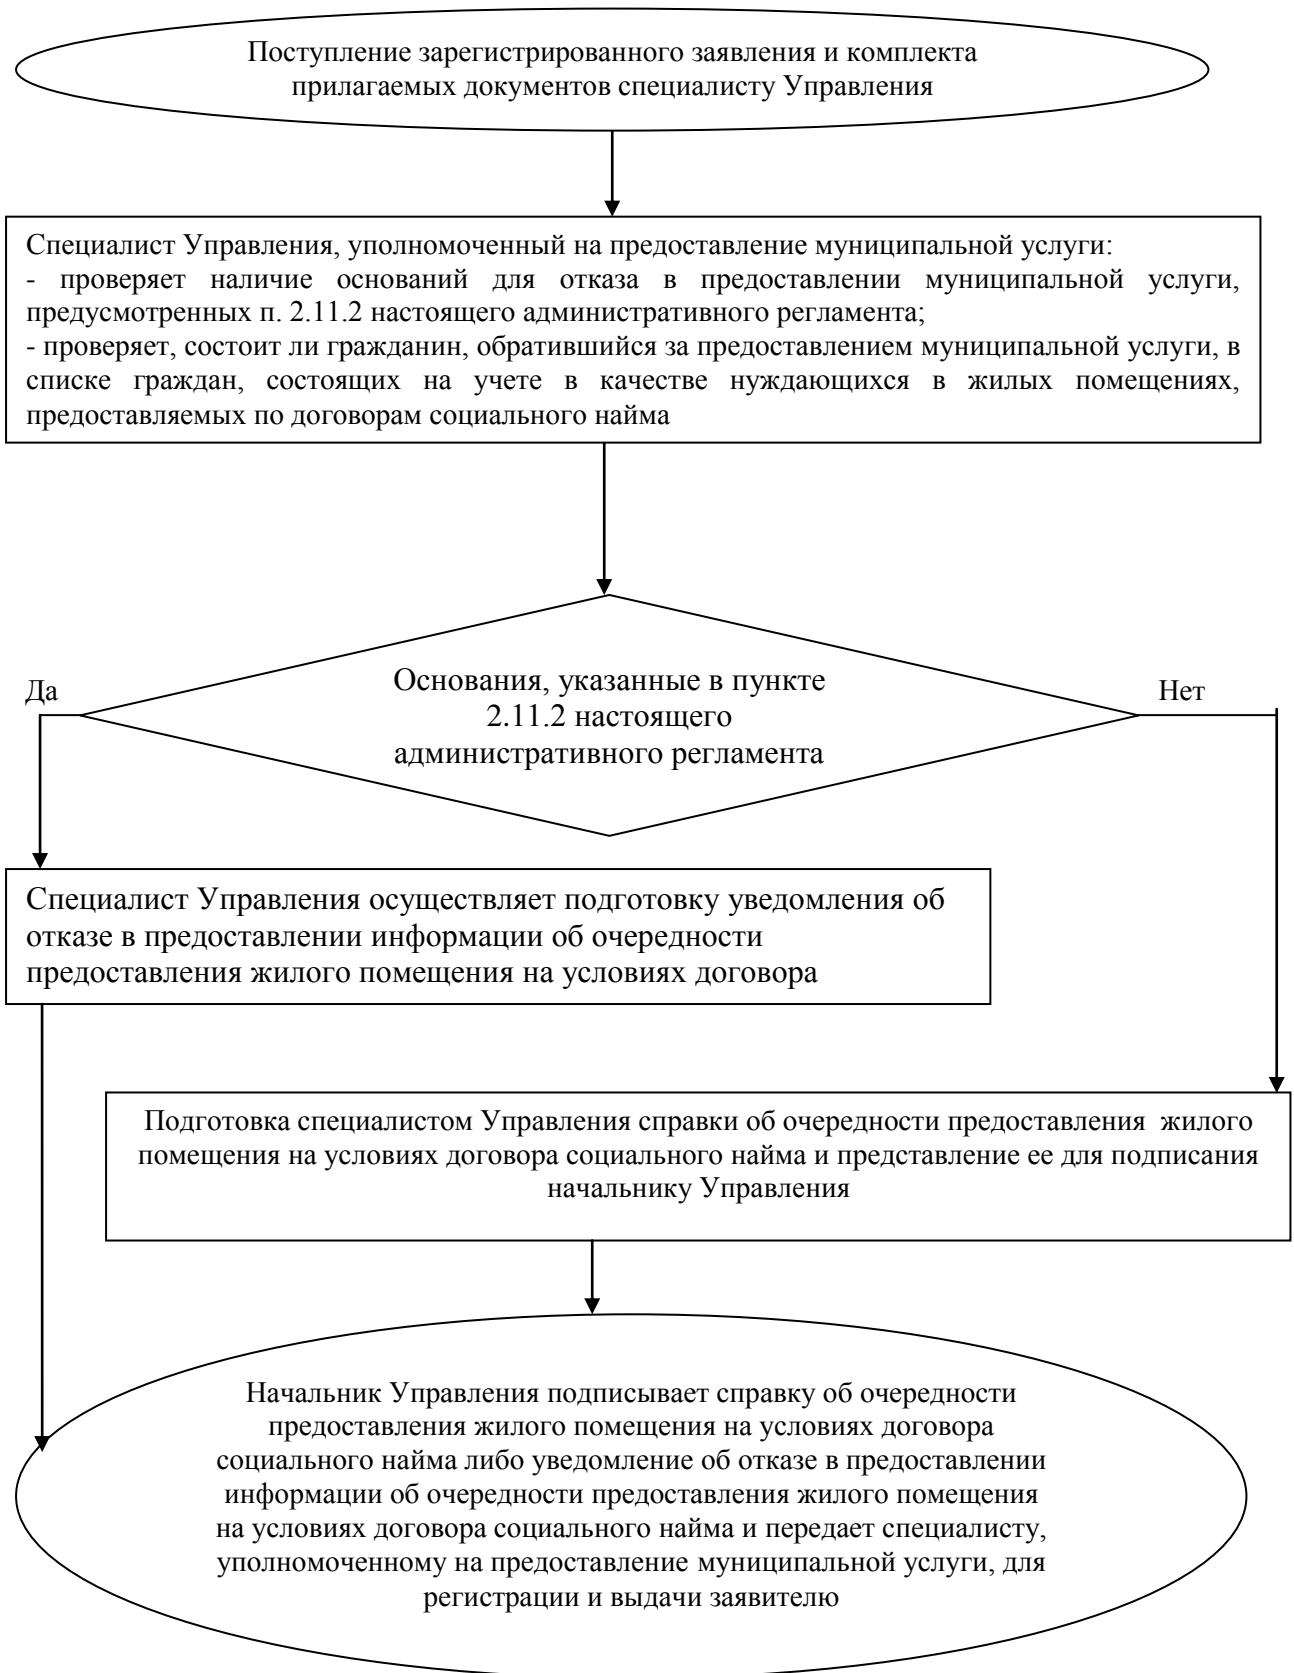 Поступление зарегистрированного заявления и комплекта
прилагаемых документов специалисту Управления
Специалист Управления, уполномоченный на предоставление муниципальной услуги:
- проверяет наличие оснований для отказа в предоставлении муниципальной услуги,
предусмотренных п. 2.11.2 настоящего административного регламента;
- проверяет, состоит ли гражданин, обратившийся за предоставлением муниципальной услуги, в
списке граждан, состоящих на учете в качестве нуждающихся в жилых помещениях,
предоставляемых по договорам социального найма
Да
Основания, указанные в пункте
2.11.2 настоящего
административного регламента
Нет
Специалист Управления осуществляет подготовку уведомления об
отказе в предоставлении информации об очередности
предоставления жилого помещения на условиях договора
Подготовка специалистом Управления справки об очередности предоставления жилого
помещения на условиях договора социального найма и представление ее для подписания
начальнику Управления
Начальник Управления подписывает справку об очередности
предоставления жилого помещения на условиях договора
социального найма либо уведомление об отказе в предоставлении
информации об очередности предоставления жилого помещения
на условиях договора социального найма и передает специалисту,
уполномоченному на предоставление муниципальной услуги, для
регистрации и выдачи заявителю